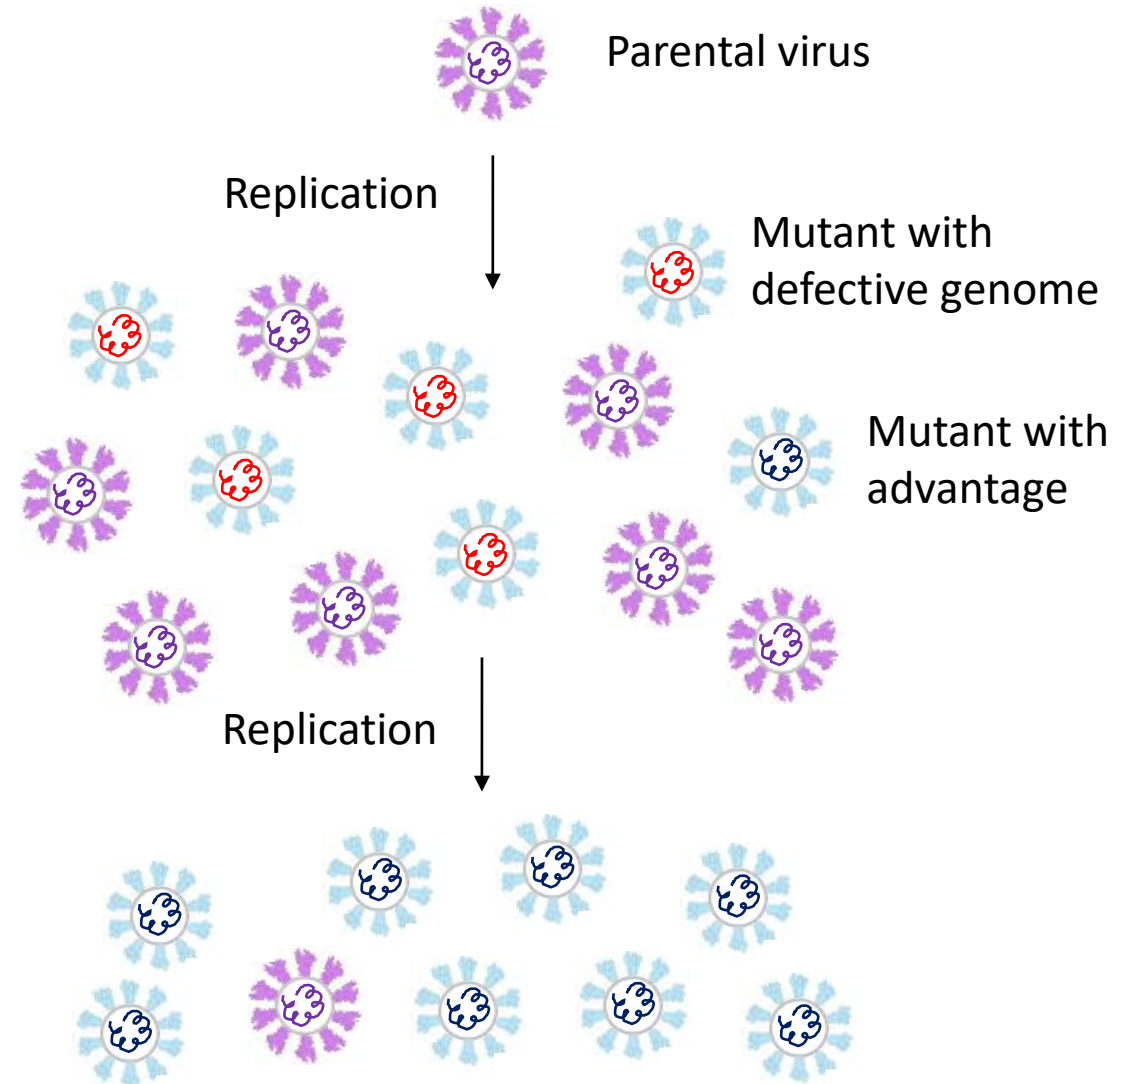 Parental virus
Replication
Mutant with
defective genome
Mutant with
advantage
Replication